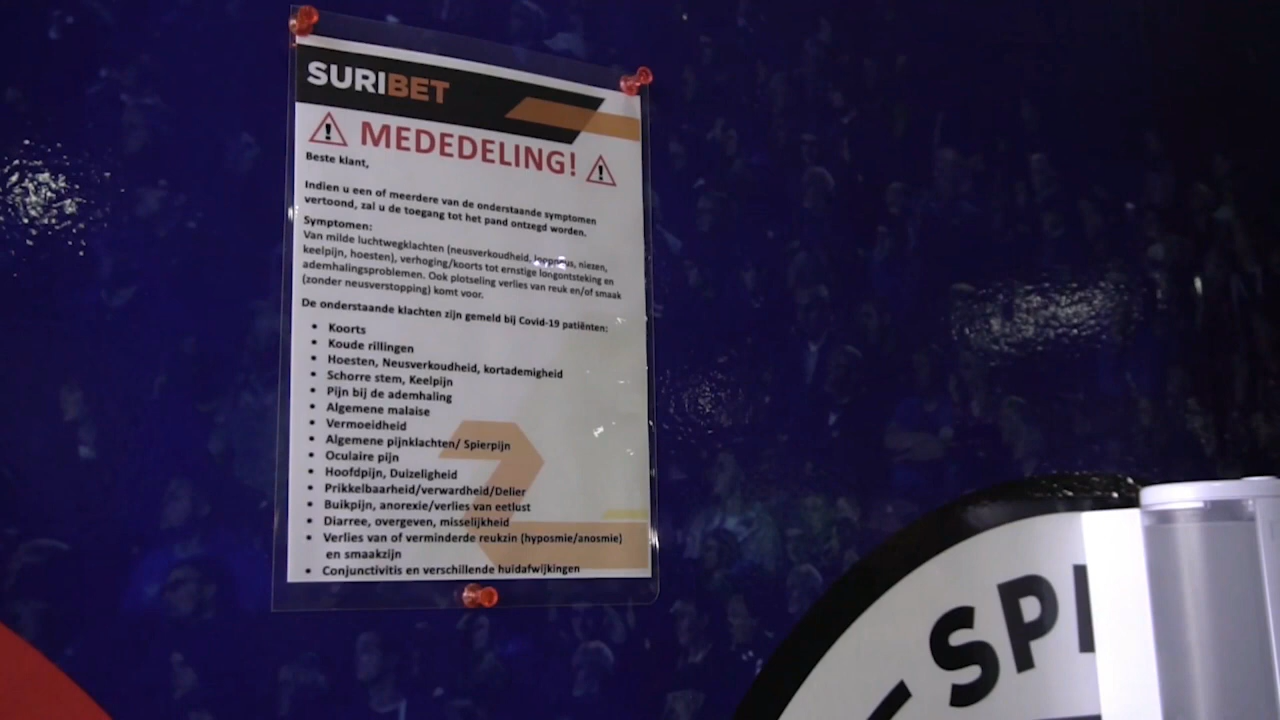 SURIBET
MEDEDELING!
Beste klant,
Indien u een of meerdere van de onderstaande symptomen
vertoond, zal u de toegang tot het pand ontzegd worden.
Symptomen:
Van milde luchtwegklachten (neusverkoudheid, loopneus, niezen,
keelpijn, hoesten), verhoging/koorts tot ernstige longontsteking en
ademhalingsproblemen. Ook plotseling verlies van reuk en/of smaak
(zonder neusverstopping) komt voor.
De onderstaande klachten zijn gemeld bij Covid-19 patiënten:
• Koorts
• Koude rillingen
• Hoesten, Neusverkoudheid, kortademigheid
• Schorre stem, Keelpijn
• Pijn bij de ademhaling
• Algemene malaise
• Vermoeidheid
• Algemene pijnklachten/ Spierpijn
• Oculaire pijn
• Hoofdpijn, Duizeligheid
• Prikkelbaarheid/verwardheid/Delier
• Buikpijn, anorexie/verlies van eetlust
• Diarree, overgeven, misselijkheid
• Verlies van of verminderde reukzin (hyposmie/anosmie)
en smaakzijn
• Conjunctivitis en verschillende huidafwijkingen